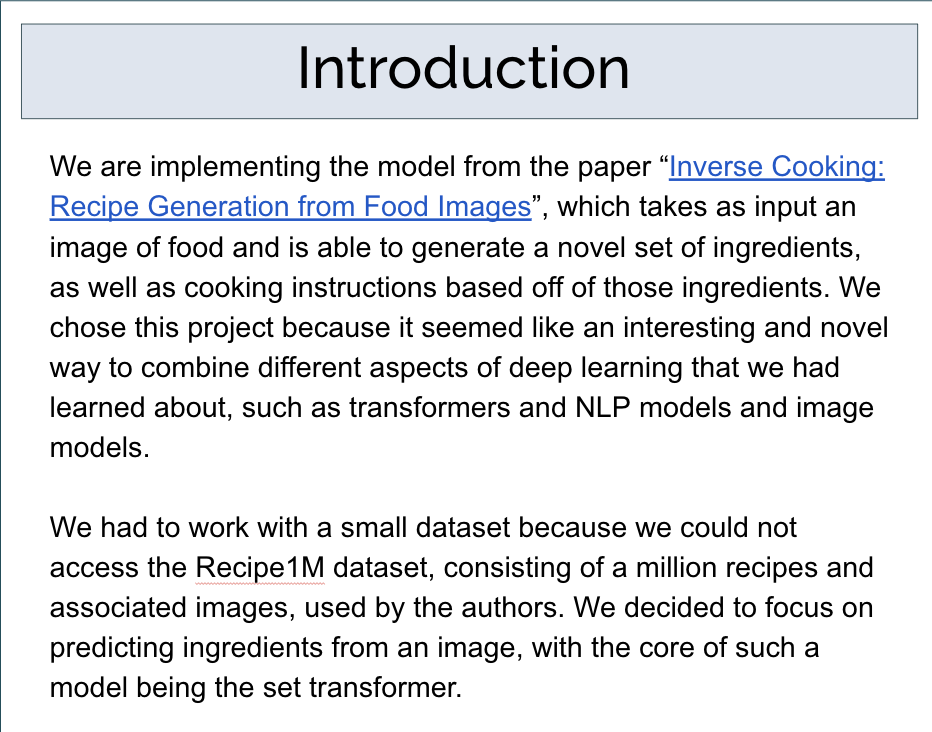 Introduction
We are implementing the model from the paper “Inverse Cooking:
Recipe Generation from Food Images”, which takes as input an
image of food and is able to generate a novel set of ingredients,
as well as cooking instructions based off of those ingredients. We
chose this project because it seemed like an interesting and novel
way to combine different aspects of deep learning that we had
learned about, such as transformers and NLP models and image
models.
We had to work with a small dataset because we could not
access the Recipe1M dataset, consisting of a million recipes and
associated images, used by the authors. We decided to focus on
predicting ingredients from an image, with the core of such a
model being the set transformer.